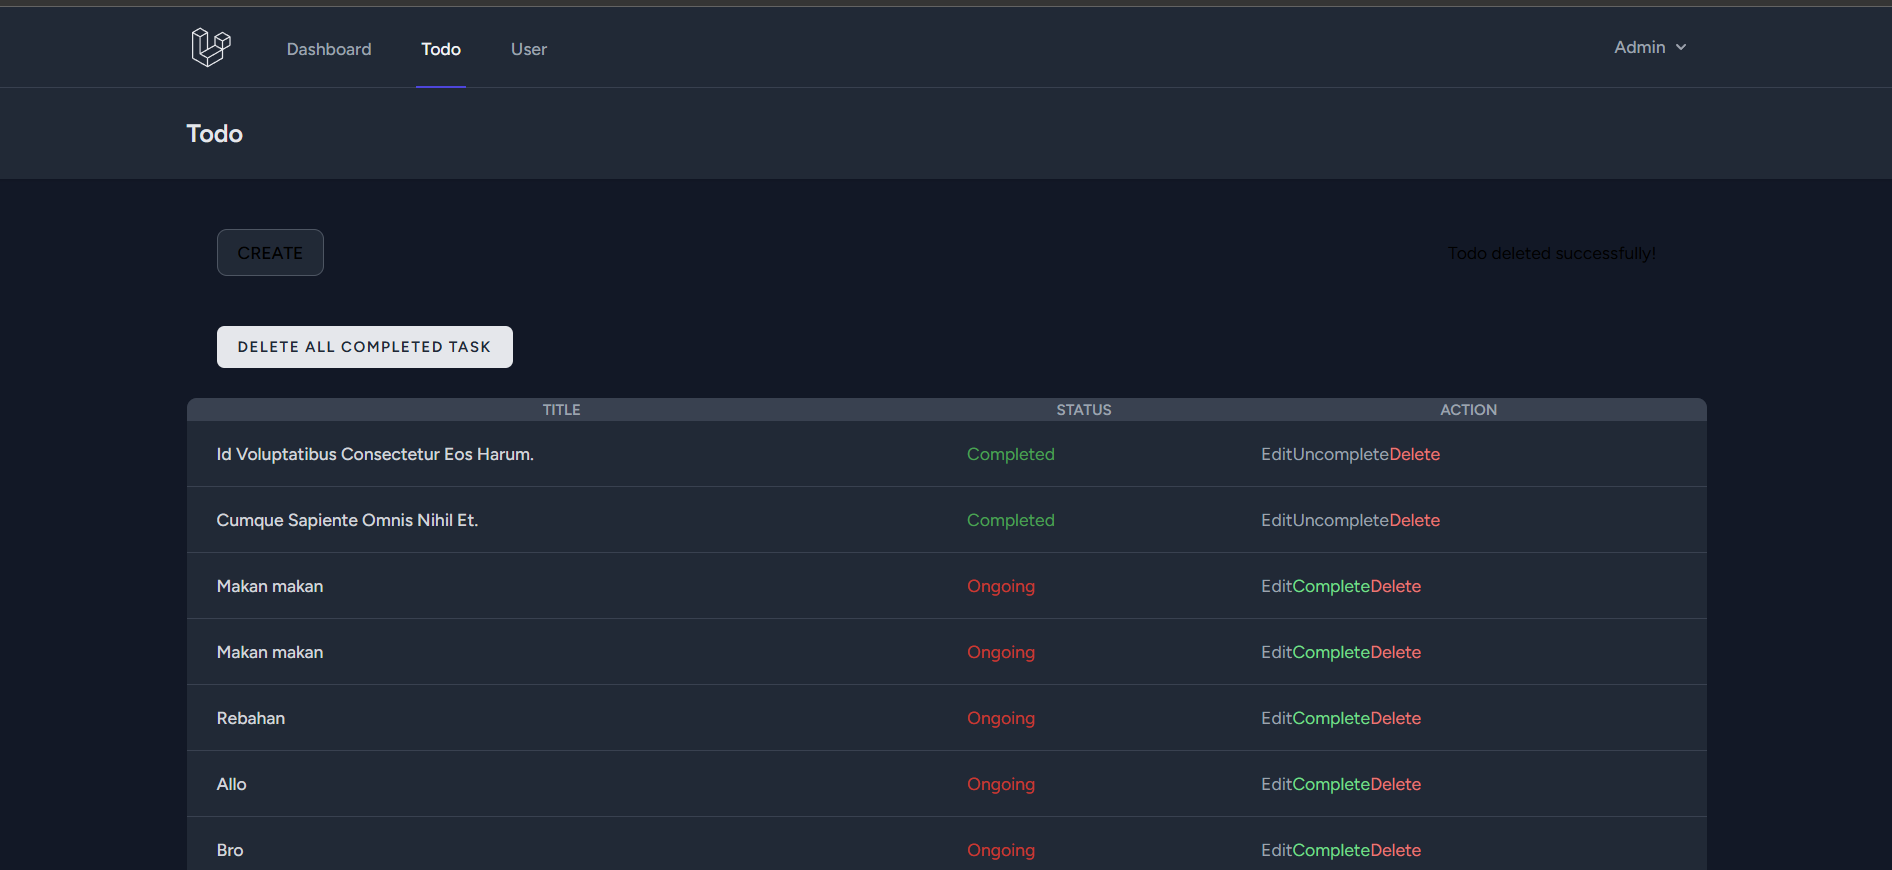 Dashboard Todo User Admin
Todo
CREATE Todo deleted successfully!
DELETE ALL COMPLETED TASK
TITLE STATUS ACTION
Id Voluptatibus Consectetur Eos Harum. Completed EditUncompleteDelete
Cumque Sapiente Omnis Nihil Et. Completed EditUncompleteDelete
Makan makan Ongoing EditCompleteDelete
Makan makan Ongoing EditCompleteDelete
Rebahan Ongoing EditCompleteDelete
Allo Ongoing EditCompleteDelete
Bro Ongoing EditCompleteDelete